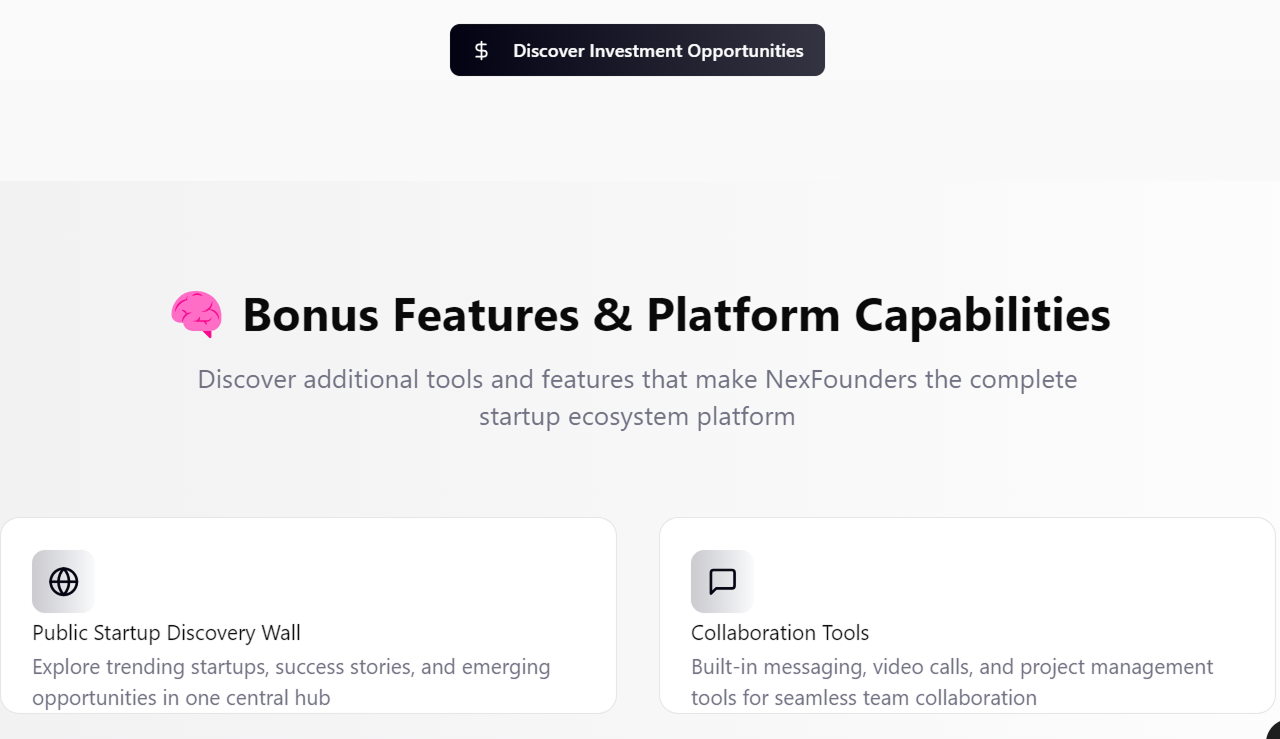 Discover Investment Opportunities
Bonus Features & Platform Capabilities
Discover additional tools and features that make NexFounders the complete
startup ecosystem platform
Public Startup Discovery Wall
Explore trending startups, success stories, and emerging
opportunities in one central hub
Collaboration Tools
Built-in messaging, video calls, and project management
tools for seamless team collaboration